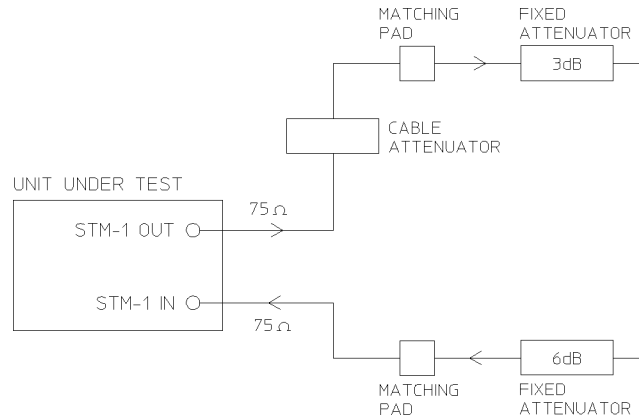 MATCHING
PAD
FIXED
ATTENUATOR
3dB
CABLE
ATTENUATOR
UNIT UNDER TEST
75Ω
STM-1 OUT
STM-1 IN
75Ω
6dB
MATCHING
PAD
FIXED
ATTENUATOR